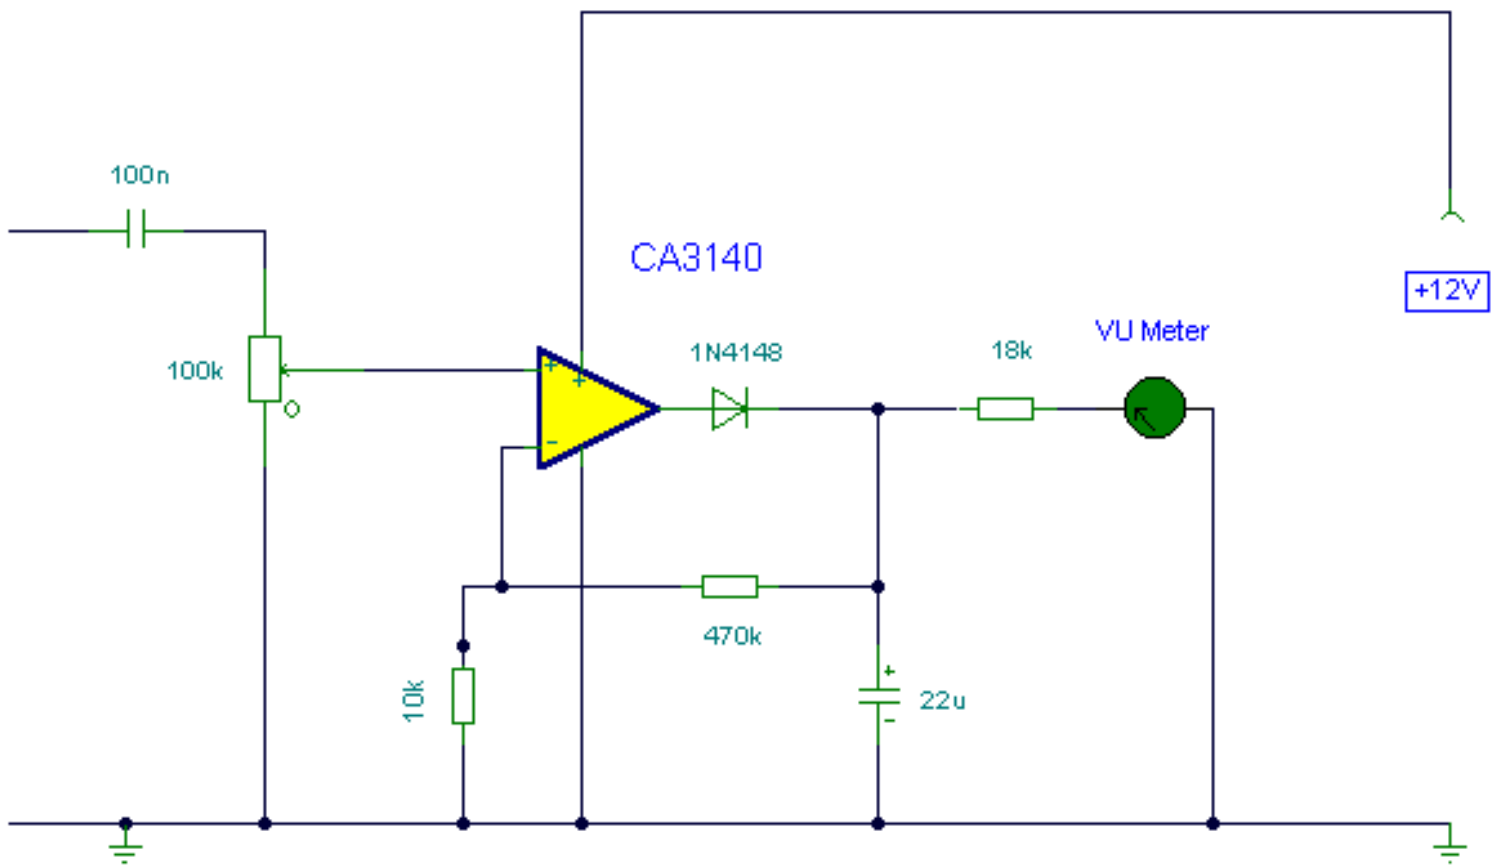 100n
CA3140
+12V
VU Meter
1N4148
18k
100k
+
+
-
470k
10k
+
22u
-